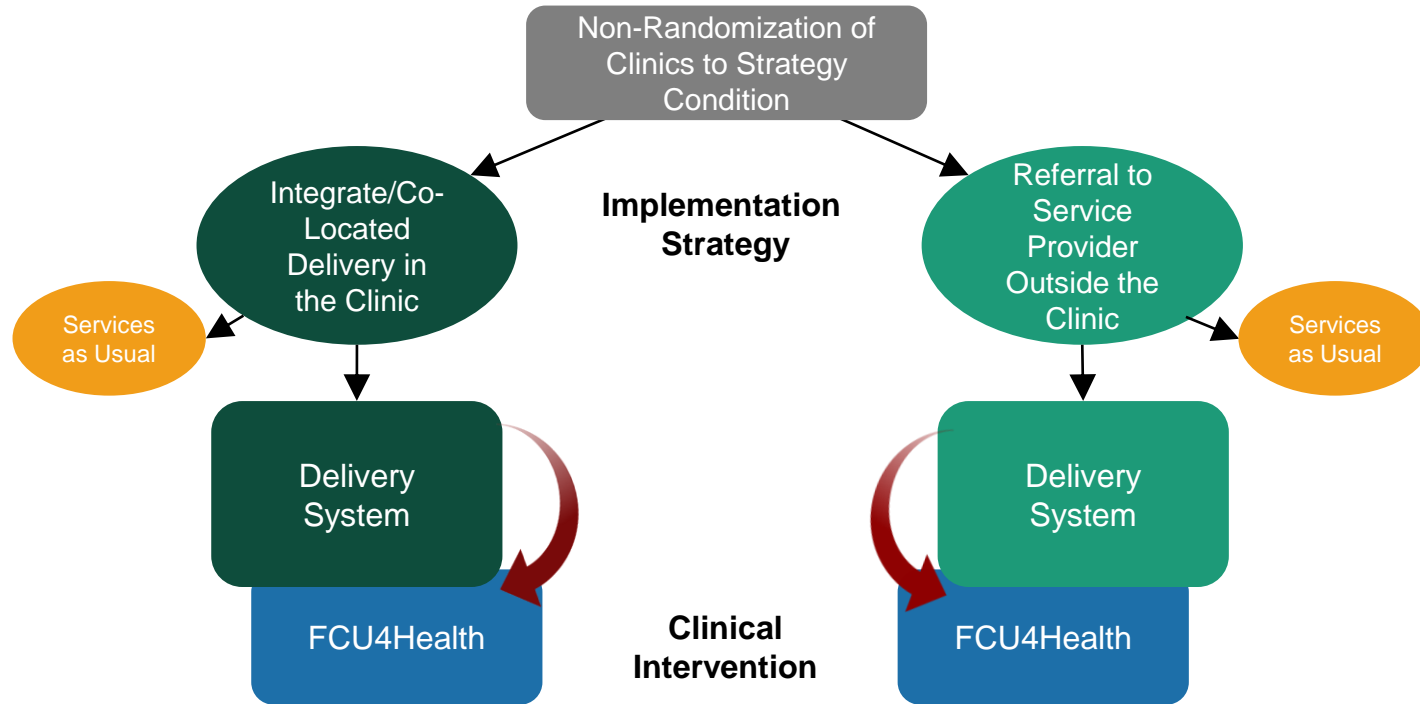 Non-Randomization of
Clinics to Strategy
Condition
Integrate/Co-
Located
Delivery in
the Clinic
Implementation
Strategy
Referral to
Service
Provider
Outside the
Clinic
Services
as Usual
Services
as Usual
Delivery
System
Delivery
System
FCU4Health
Clinical
Intervention
FCU4Health